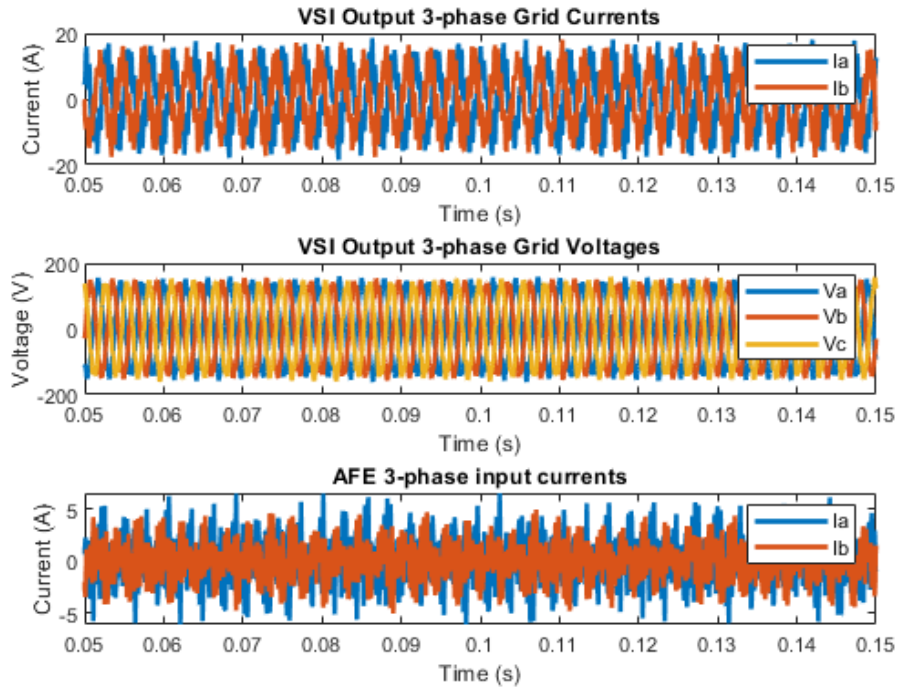 VSI Output 3-phase Grid Currents
20
0
-20
Current (A)
Ia
Ib
0.05 0.06 0.07 0.08 0.09 0.1 0.11 0.12 0.13 0.14 0.15
Time (s)
VSI Output 3-phase Grid Voltages
200
0
-200
Voltage (V)
Va
Vb
Vc
0.05 0.06 0.07 0.08 0.09 0.1 0.11 0.12 0.13 0.14 0.15
Time (s)
AFE 3-phase input currents
5
0
-5
Current (A)
Ia
Ib
0.05 0.06 0.07 0.08 0.09 0.1 0.11 0.12 0.13 0.14 0.15
Time (s)